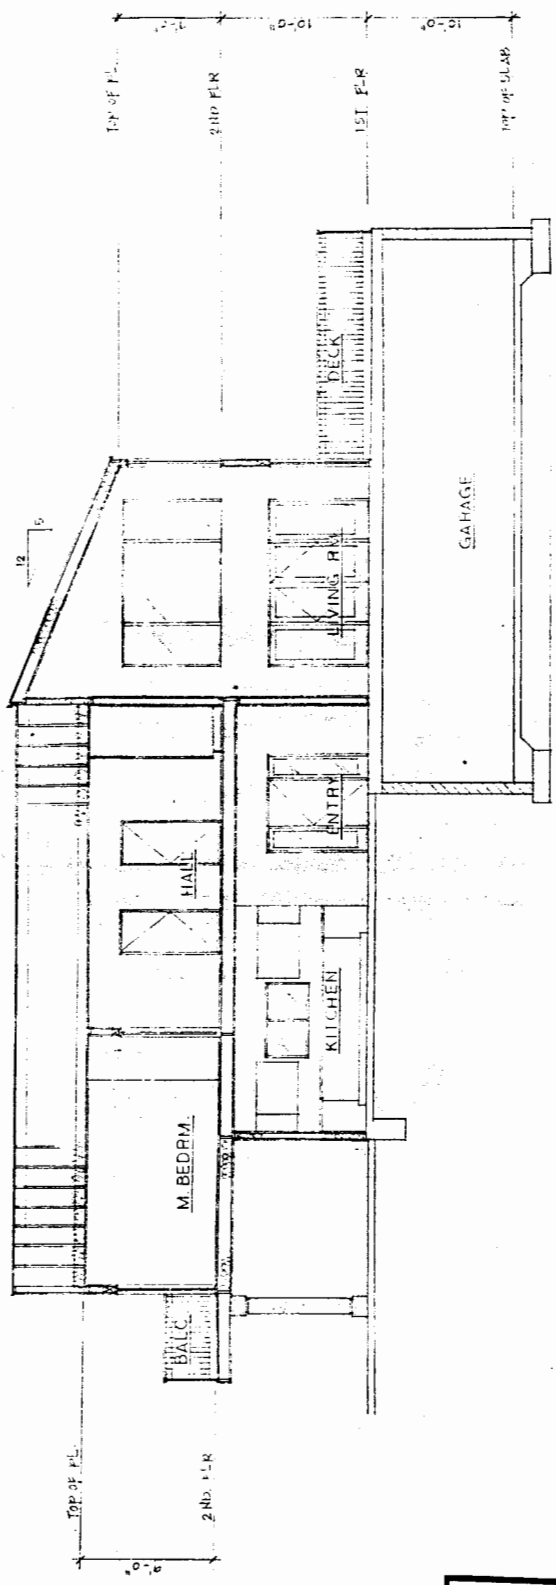 TOP OF PL.
9'-0"
2ND. FLR
BALC.
M. BEDRM.
HALL
KITCHEN
ENTRY
LIVING RM.
DECK
GARAGE
12
5
TOP OF PL.
2ND FLR
10'-0"
1ST. FLR
10'-0"
TOP OF SLAB